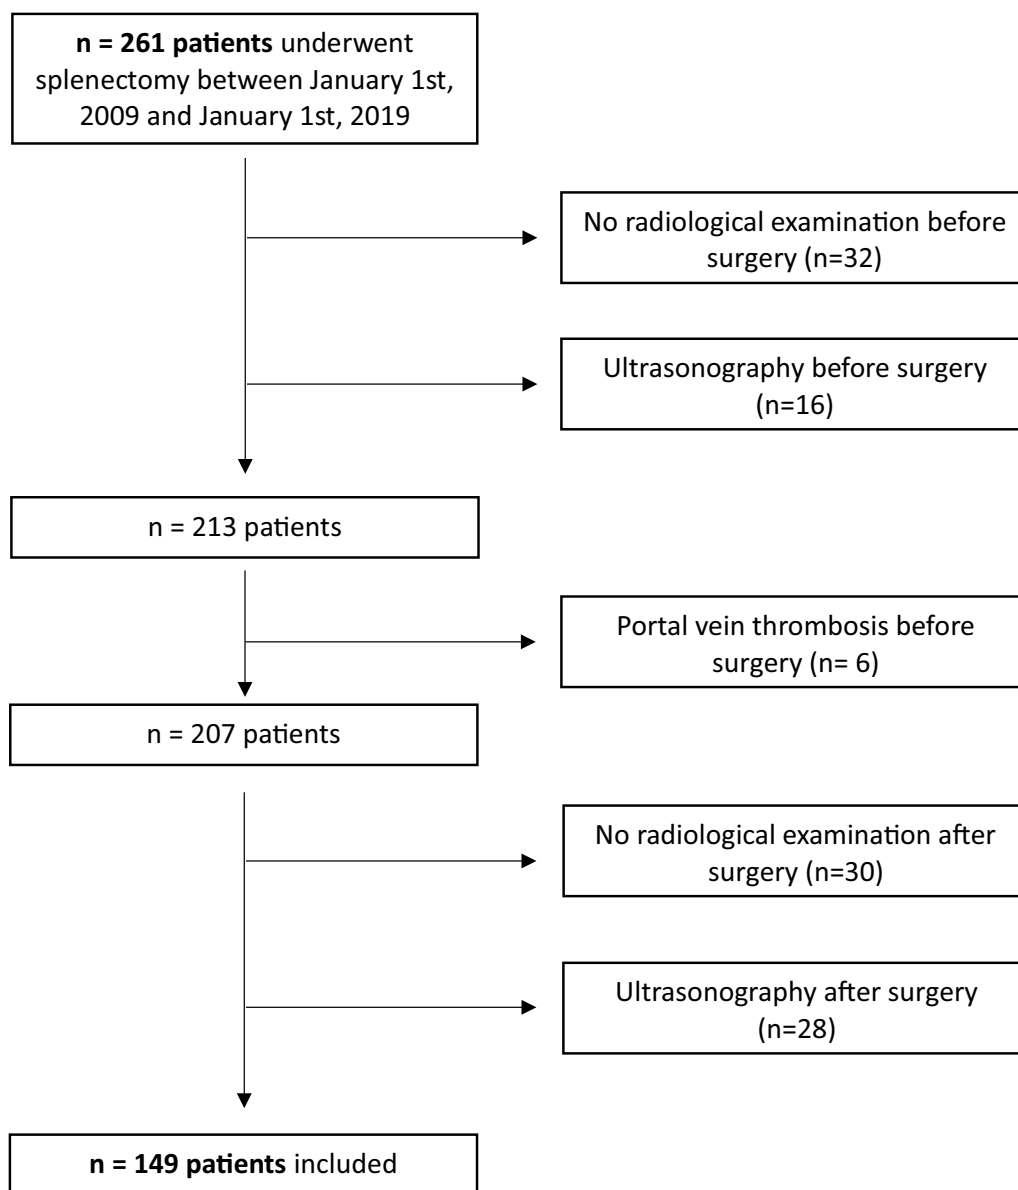 n = 261 patients underwent
splenectomy between January 1st,
2009 and January 1st, 2019
No radiological examination before
surgery (n=32)
Ultrasonography before surgery
(n=16)
n = 213 patients
Portal vein thrombosis before
surgery (n= 6)
n = 207 patients
No radiological examination after
surgery (n=30)
Ultrasonography after surgery
(n=28)
n = 149 patients included